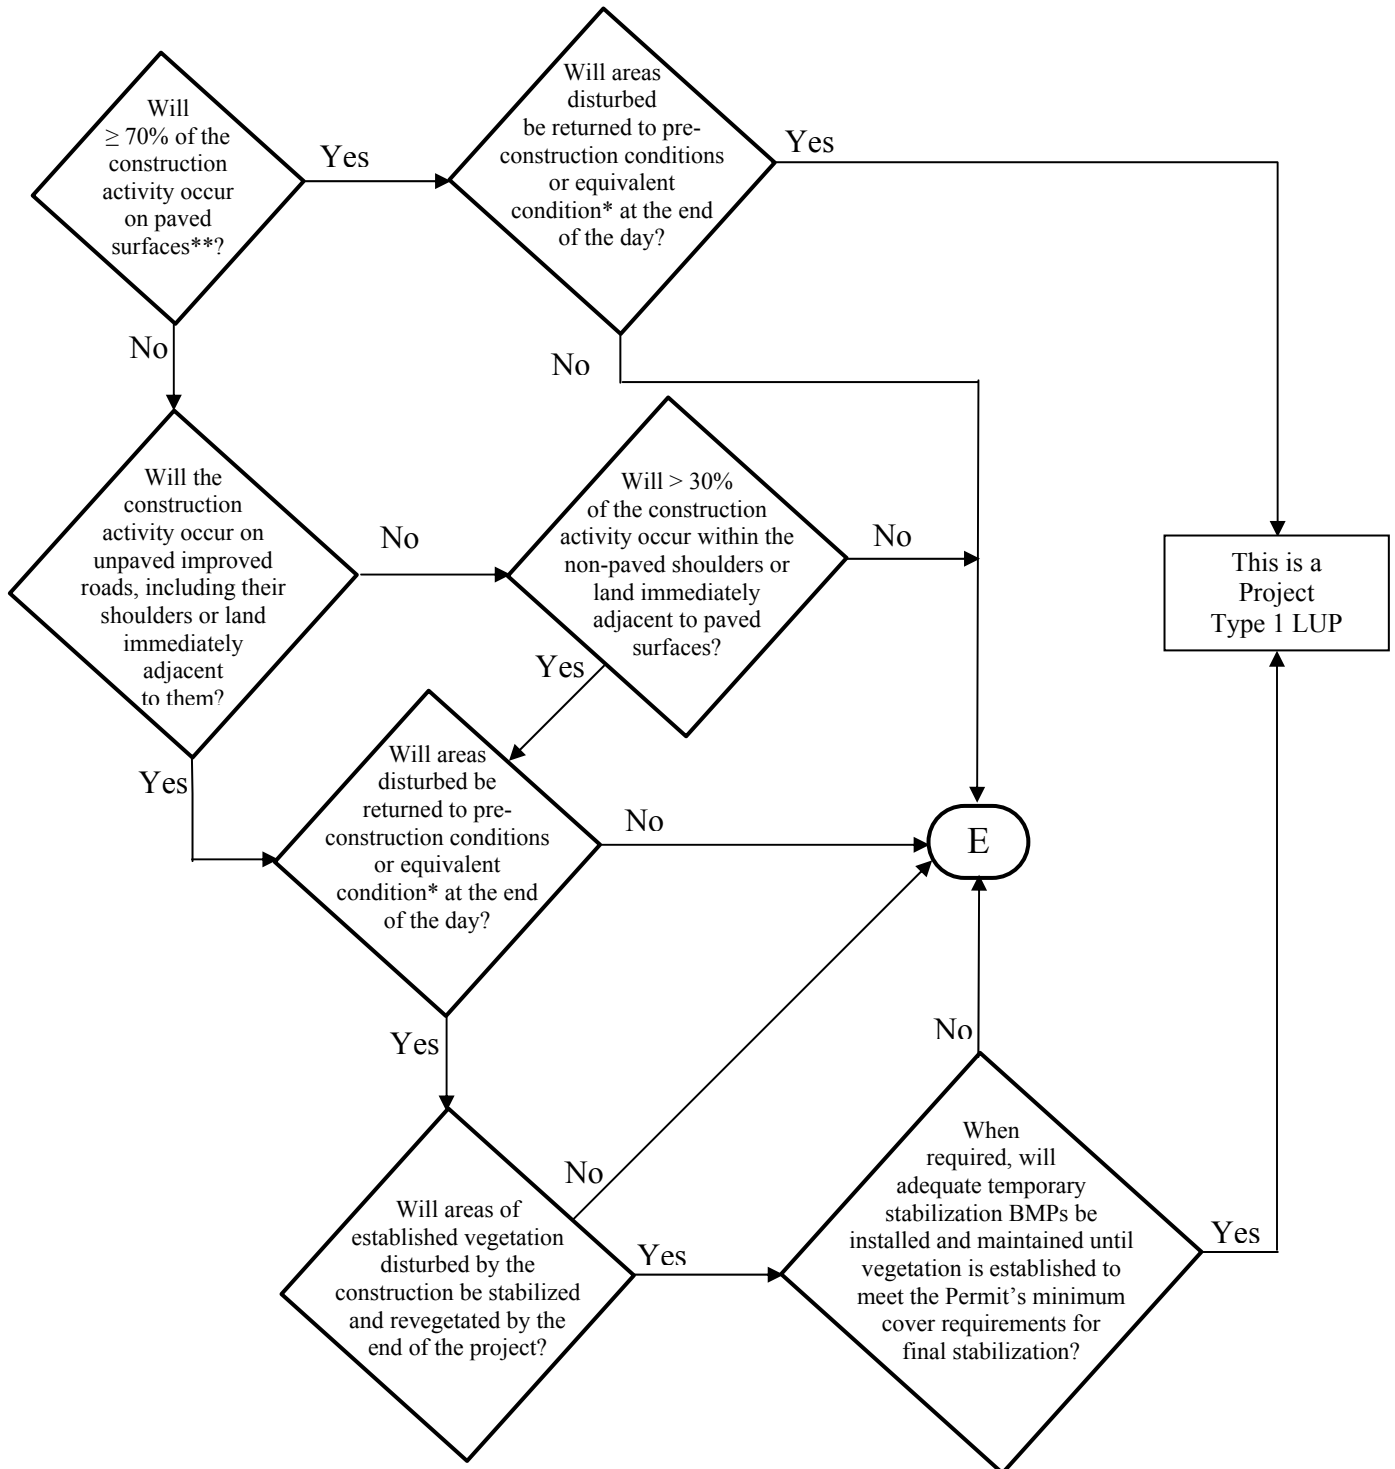 Will
≥ 70% of the
construction
activity occur
on paved
surfaces**?
Yes
Will areas
disturbed
be returned to pre-
construction conditions
or equivalent
condition* at the end
of the day?
Yes
No
No
Will the
construction
activity occur on
unpaved improved
roads, including their
shoulders or land
immediately
adjacent
to them?
No
Will > 30%
of the construction
activity occur within the
non-paved shoulders or
land immediately
adjacent to paved
surfaces?
No
This is a
Project
Type 1 LUP
Yes
Yes
Will areas
disturbed be
returned to pre-
construction conditions
or equivalent
condition* at the end
of the day?
No
E
Yes
No
No
Will areas of
established vegetation
disturbed by the
construction be stabilized
and revegetated by the
end of the project?
Yes
When
required, will
adequate temporary
stabilization BMPs be
installed and maintained until
vegetation is established to
meet the Permit’s minimum
cover requirements for
final stabilization?
Yes